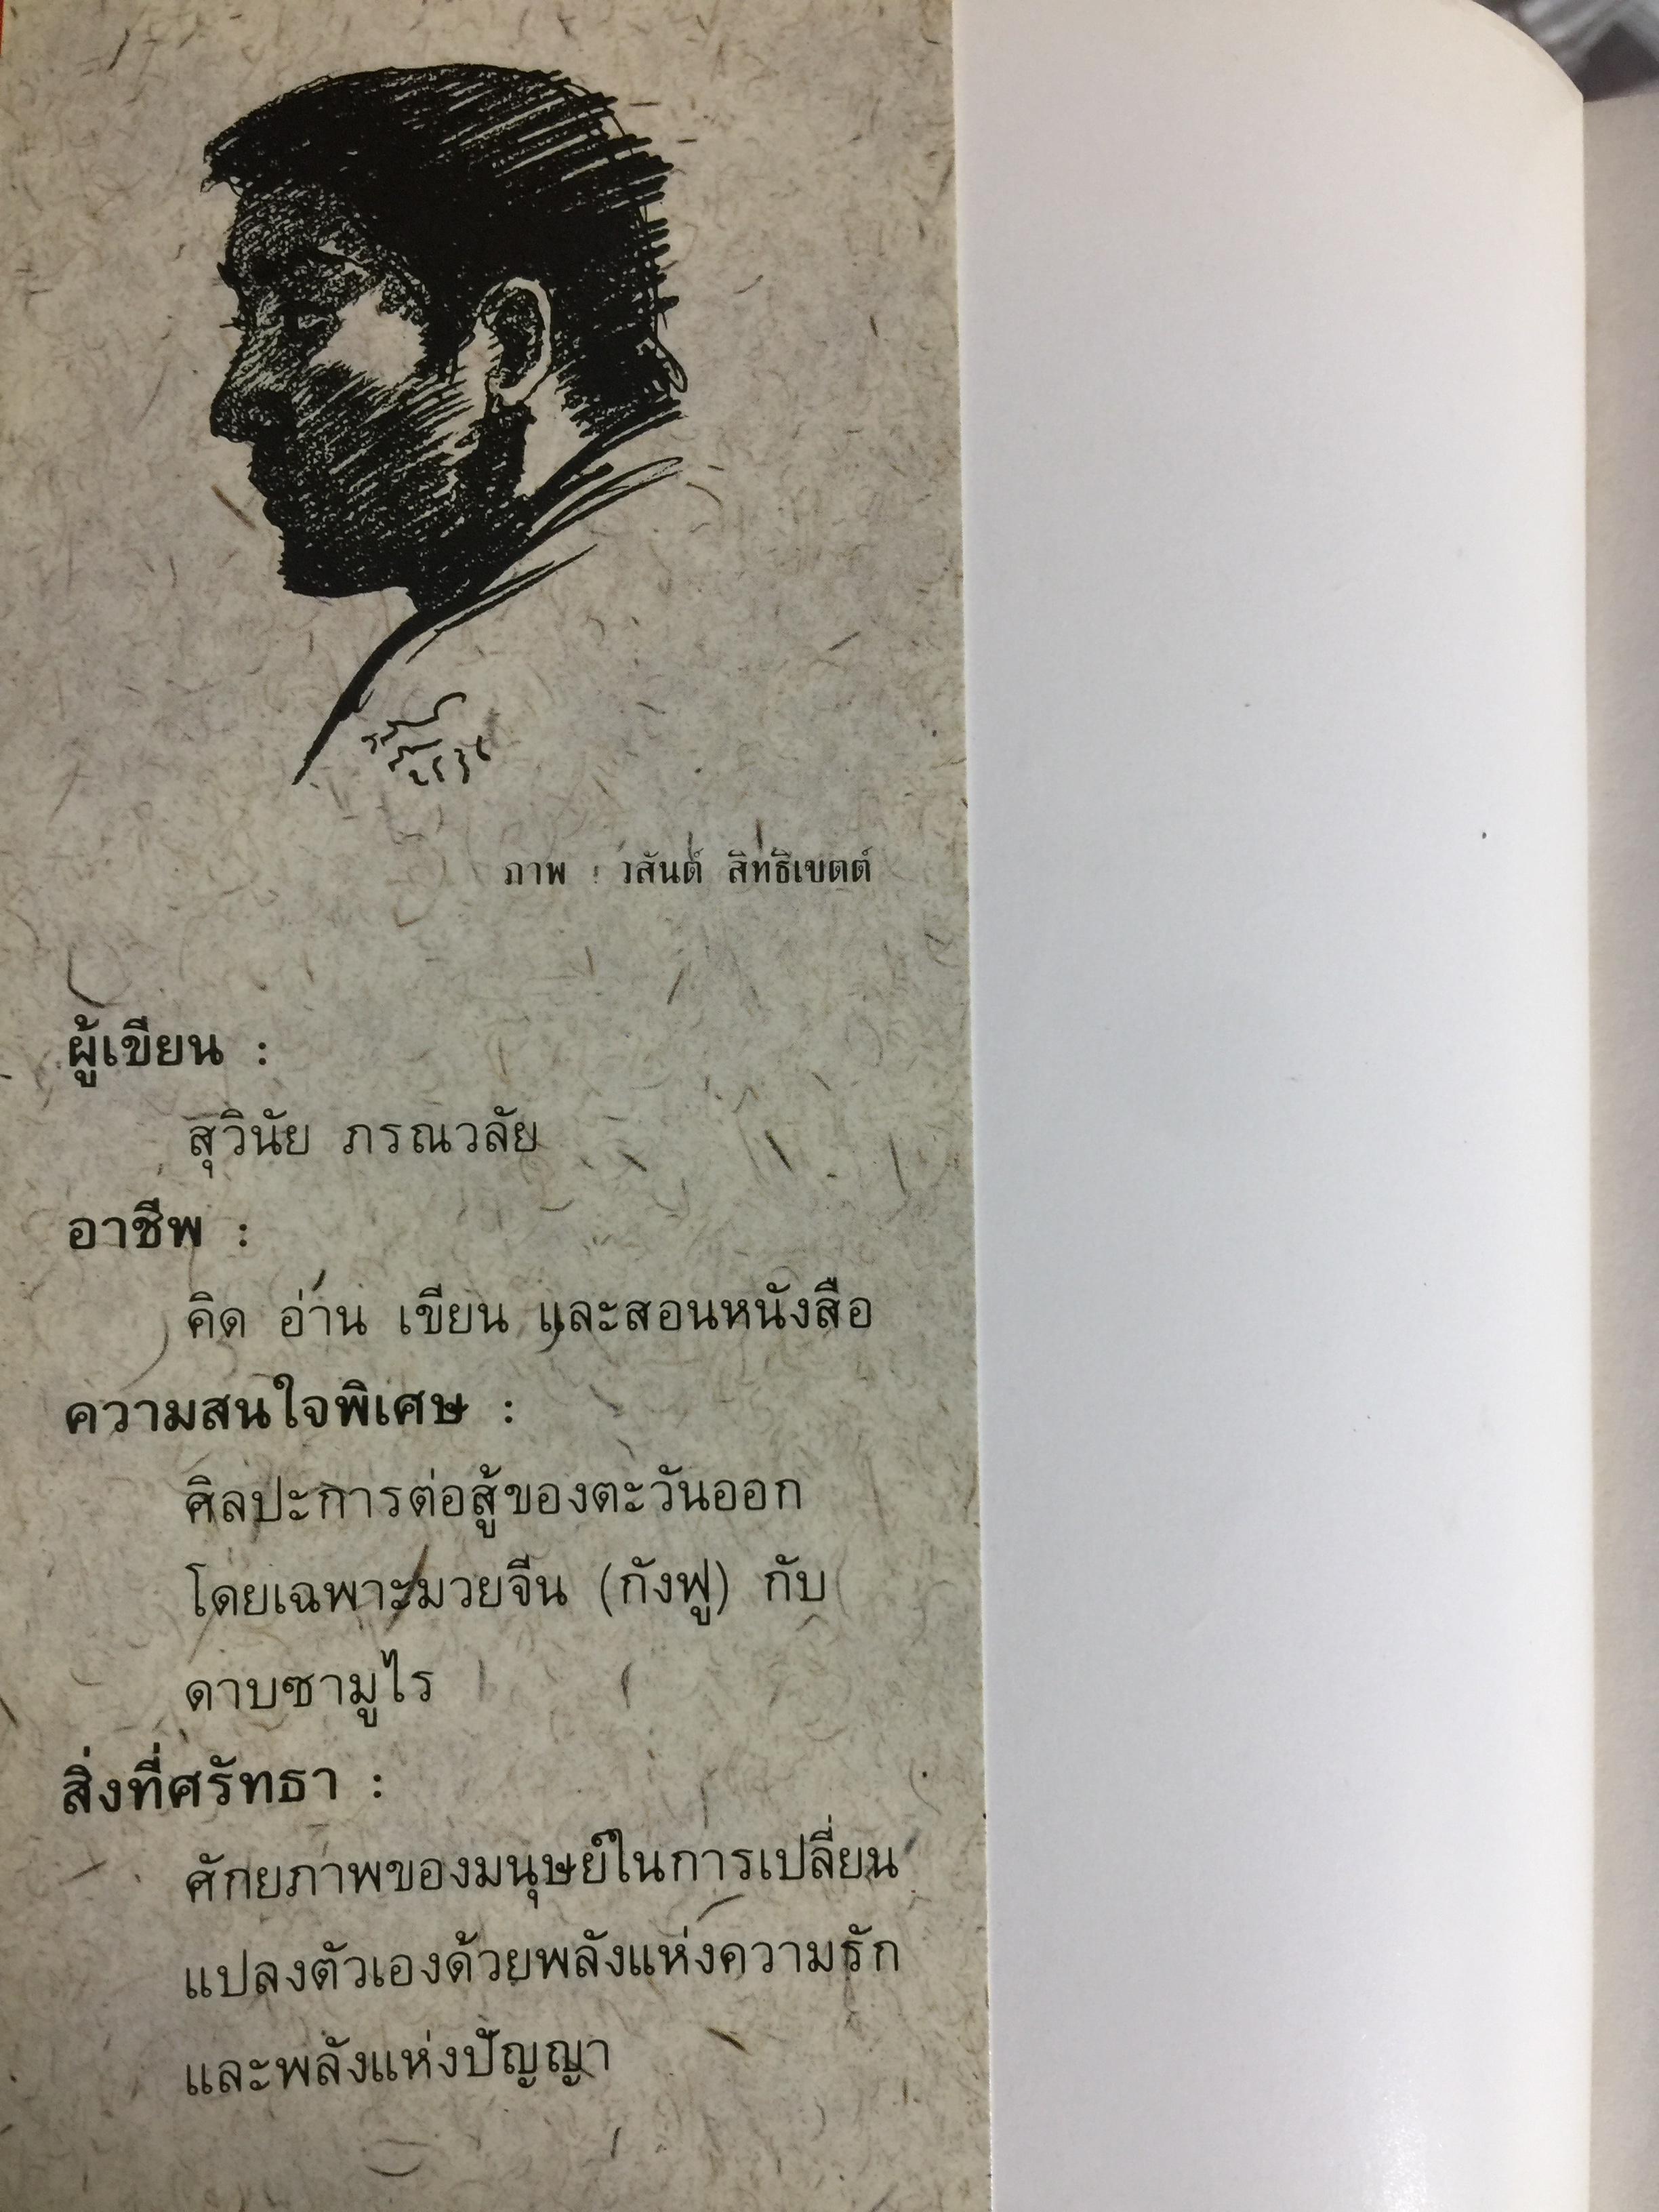 ภาพ : วสันต์ สิทธิเขตต์
ผู้เขียน :
สุวินัย ภรณวลัย
อาชีพ :
คิด อ่าน เขียน และสอนหนังสือ
ความสนใจพิเศษ :
ศิลปะการต่อสู้ของตะวันออก
โดยเฉพาะมวยจีน (กังฟู) กับ
ดาบซามูไร
สิ่งที่ศรัทธา :
ศักยภาพของมนุษย์ในการเปลี่ยน
แปลงตัวเองด้วยพลังแห่งความรัก
และพลังแห่งปัญญา